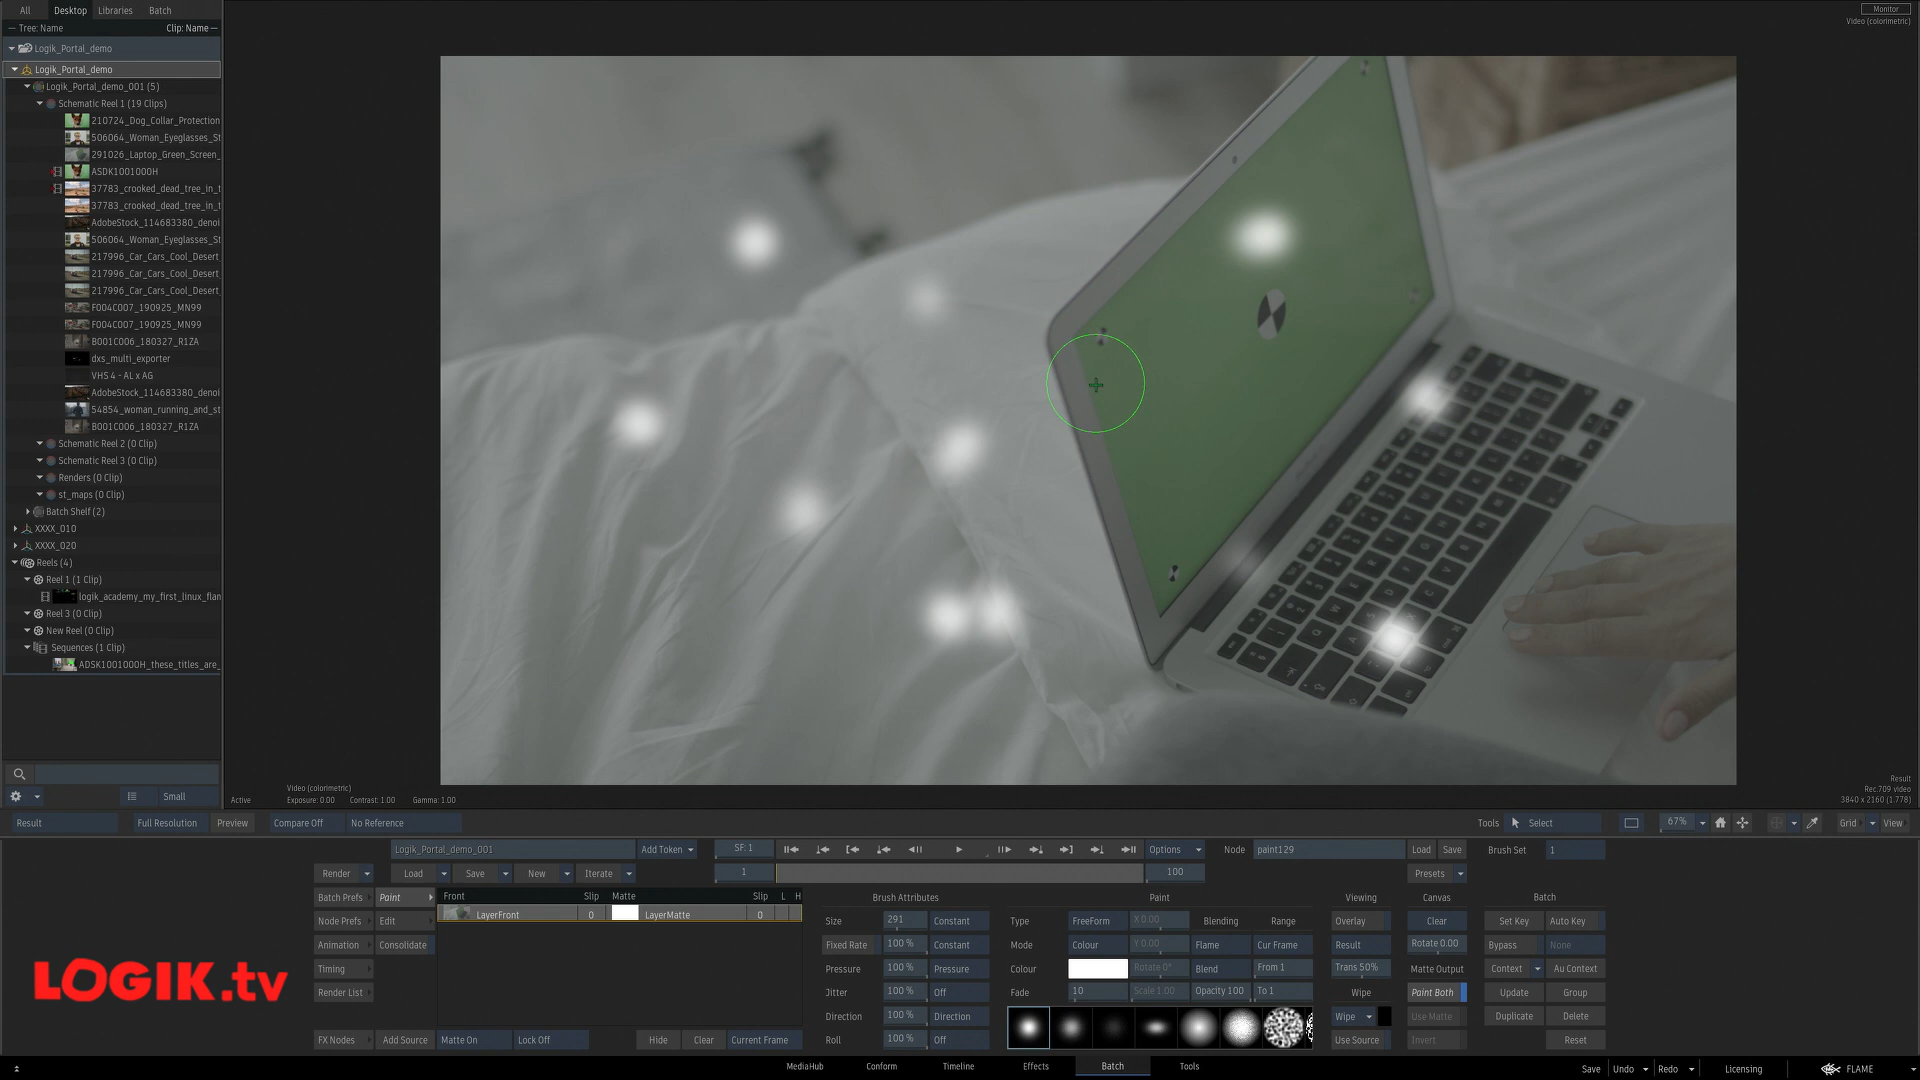 All Desktop Libraries Batch
Monitor
Video (colorimetric)
Tree: Name Clip: Name
Logik_Portal_demo
Logik_Portal_demo
Logik_Portal_demo_001 (5)
Schematic Reel 1 (19 Clips)
210724_Dog_Collar_Protection
506064_Woman_Eyeglasses_St
291026_Laptop_Green_Screen_
ASDK1001000H
37783_crooked_dead_tree_in_t
37783_crooked_dead_tree_in_t
AdobeStock_114683380_denoi
506064_Woman_Eyeglasses_St
217996_Car_Cars_Cool_Desert_
217996_Car_Cars_Cool_Desert_
217996_Car_Cars_Cool_Desert_
F004C007_190925_MN99
F004C007_190925_MN99
B001C006_180327_R1ZA
dxs_multi_exporter
VHS 4 - AL x AG
AdobeStock_114683380_denoi
54854_woman_running_and_st
B001C006_180327_R1ZA
Schematic Reel 2 (0 Clip)
Schematic Reel 3 (0 Clip)
Renders (0 Clip)
st_maps (0 Clip)
Batch Shelf (2)
XXXX_010
XXXX_020
Reels (4)
Reel 1 (1 Clip)
logik_academy_my_first_linux_flan
Reel 3 (0 Clip)
New Reel (0 Clip)
Sequences (1 Clip)
ADSK1001000H_these_titles_are_
Small
Active
Video (colorimetric)
Exposure: 0.00 Contrast: 1.00 Gamma: 1.00
Result
Rec.709 video
3840 x 2160 (1.778)
Result Full Resolution Preview Compare Off No Reference Tools Select 67% Grid View
Logik_Portal_demo_001 Add Token SF: 1 Options Node paint129 Load Save Brush Set 1
Render Load Save New Iterate 1 100 Presets
Batch Prefs Paint Front Slip Matte Slip L H Brush Attributes Paint Viewing Canvas Batch
LayerFront 0 LayerMatte 0
Node Prefs Edit Size 291 Constant Type FreeForm X 0.00 Blending Range Overlay Clear Set Key Auto Key
Animation Consolidate Fixed Rate 100 % Constant Mode Colour Y 0.00 Flame Cur Frame Result Rotate 0.00 Bypass None
Timing Pressure 100 % Pressure Colour Rotate 0° Blend From 1 Trans 50% Matte Output Context Au Context
Render List Jitter 100 % Off Fade 10 Scale 1.00 Opacity 100 To 1 Wipe Paint Both Update Group
Direction 100 % Direction Wipe Use Matte Duplicate Delete
FX Nodes Add Source Matte On Lock Off Hide Clear Current Frame Roll 100 % Off Use Source Invert Reset
LOGIK.tv
MediaHub Conform Timeline Effects Batch Tools Save Undo Redo Licensing FLAME